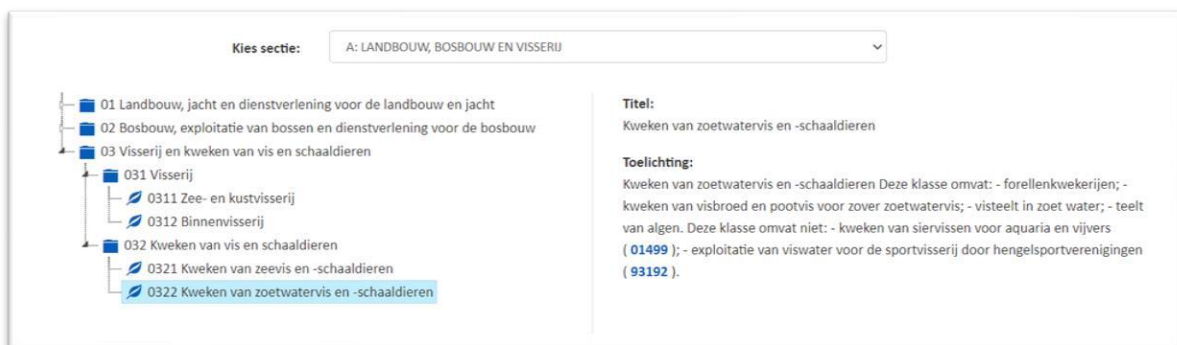 Kies sectie: A: LANDBOUW, BOSBOUW EN VISSERIJ
01 Landbouw, jacht en dienstverlening voor de landbouw en jacht
02 Bosbouw, exploitatie van bossen en dienstverlening voor de bosbouw
03 Visserij en kweken van vis en schaaldieren
031 Visserij
0311 Zee- en kustvisserij
0312 Binnenvisserij
032 Kweken van vis en schaaldieren
0321 Kweken van zeevis en -schaaldieren
0322 Kweken van zoetwatervis en -schaaldieren
Titel:
Kweken van zoetwatervis en -schaaldieren
Toelichting:
Kweken van zoetwatervis en -schaaldieren Deze klasse omvat: - forellenkwekerijen; -
kweken van visbroed en pootvis voor zover zoetwatervis; - visteelt in zoet water; - teelt
van algen. Deze klasse omvat niet: - kweken van siervissen voor aquaria en vijvers
( 01499 ); - exploitatie van viswater voor de sportvisserij door hengelsportverenigingen
( 93192 ).